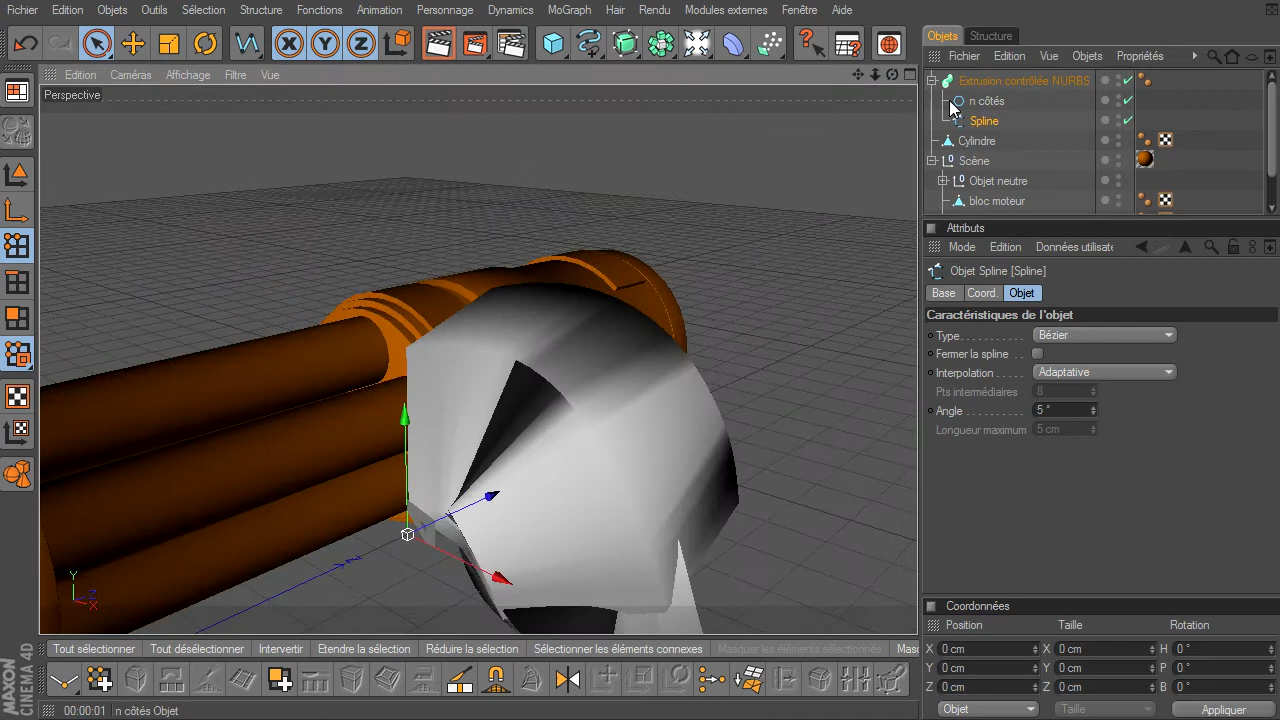 Fichier Edition Objets Outils Sélection Structure Fonctions Animation Personnage Dynamics MoGraph Hair Rendu Modules externes Fenêtre Aide
X Y Z
Objets Structure
Fichier Edition Vue Objets Propriétés
Edition Caméras Affichage Filtre Vue
Perspective
Extrusion contrôlée NURBS
n côtés
Spline
Cylindre
Scène
Objet neutre
bloc moteur
Attributs
Mode Edition Données utilisate
Objet Spline [Spline]
Base Coord. Objet
Caractéristiques de l'objet
Type Bézier
Fermer la spline
Interpolation Adaptative
Pts intermédiaires 8
Angle 5 °
Longueur maximum 5 cm
Y Z X
Coordonnées
Position Taille Rotation
X 0 cm X 0 cm H 0 °
Y 0 cm Y 0 cm P 0 °
Z 0 cm Z 0 cm B 0 °
Objet Taille Appliquer
Tout sélectionner Tout désélectionner Intervertir Etendre la sélection Réduire la sélection Sélectionner les éléments connexes Masquer les éléments sélectionnés Masc
MAXON
CINEMA 4D
00:00:01 n côtés Objet